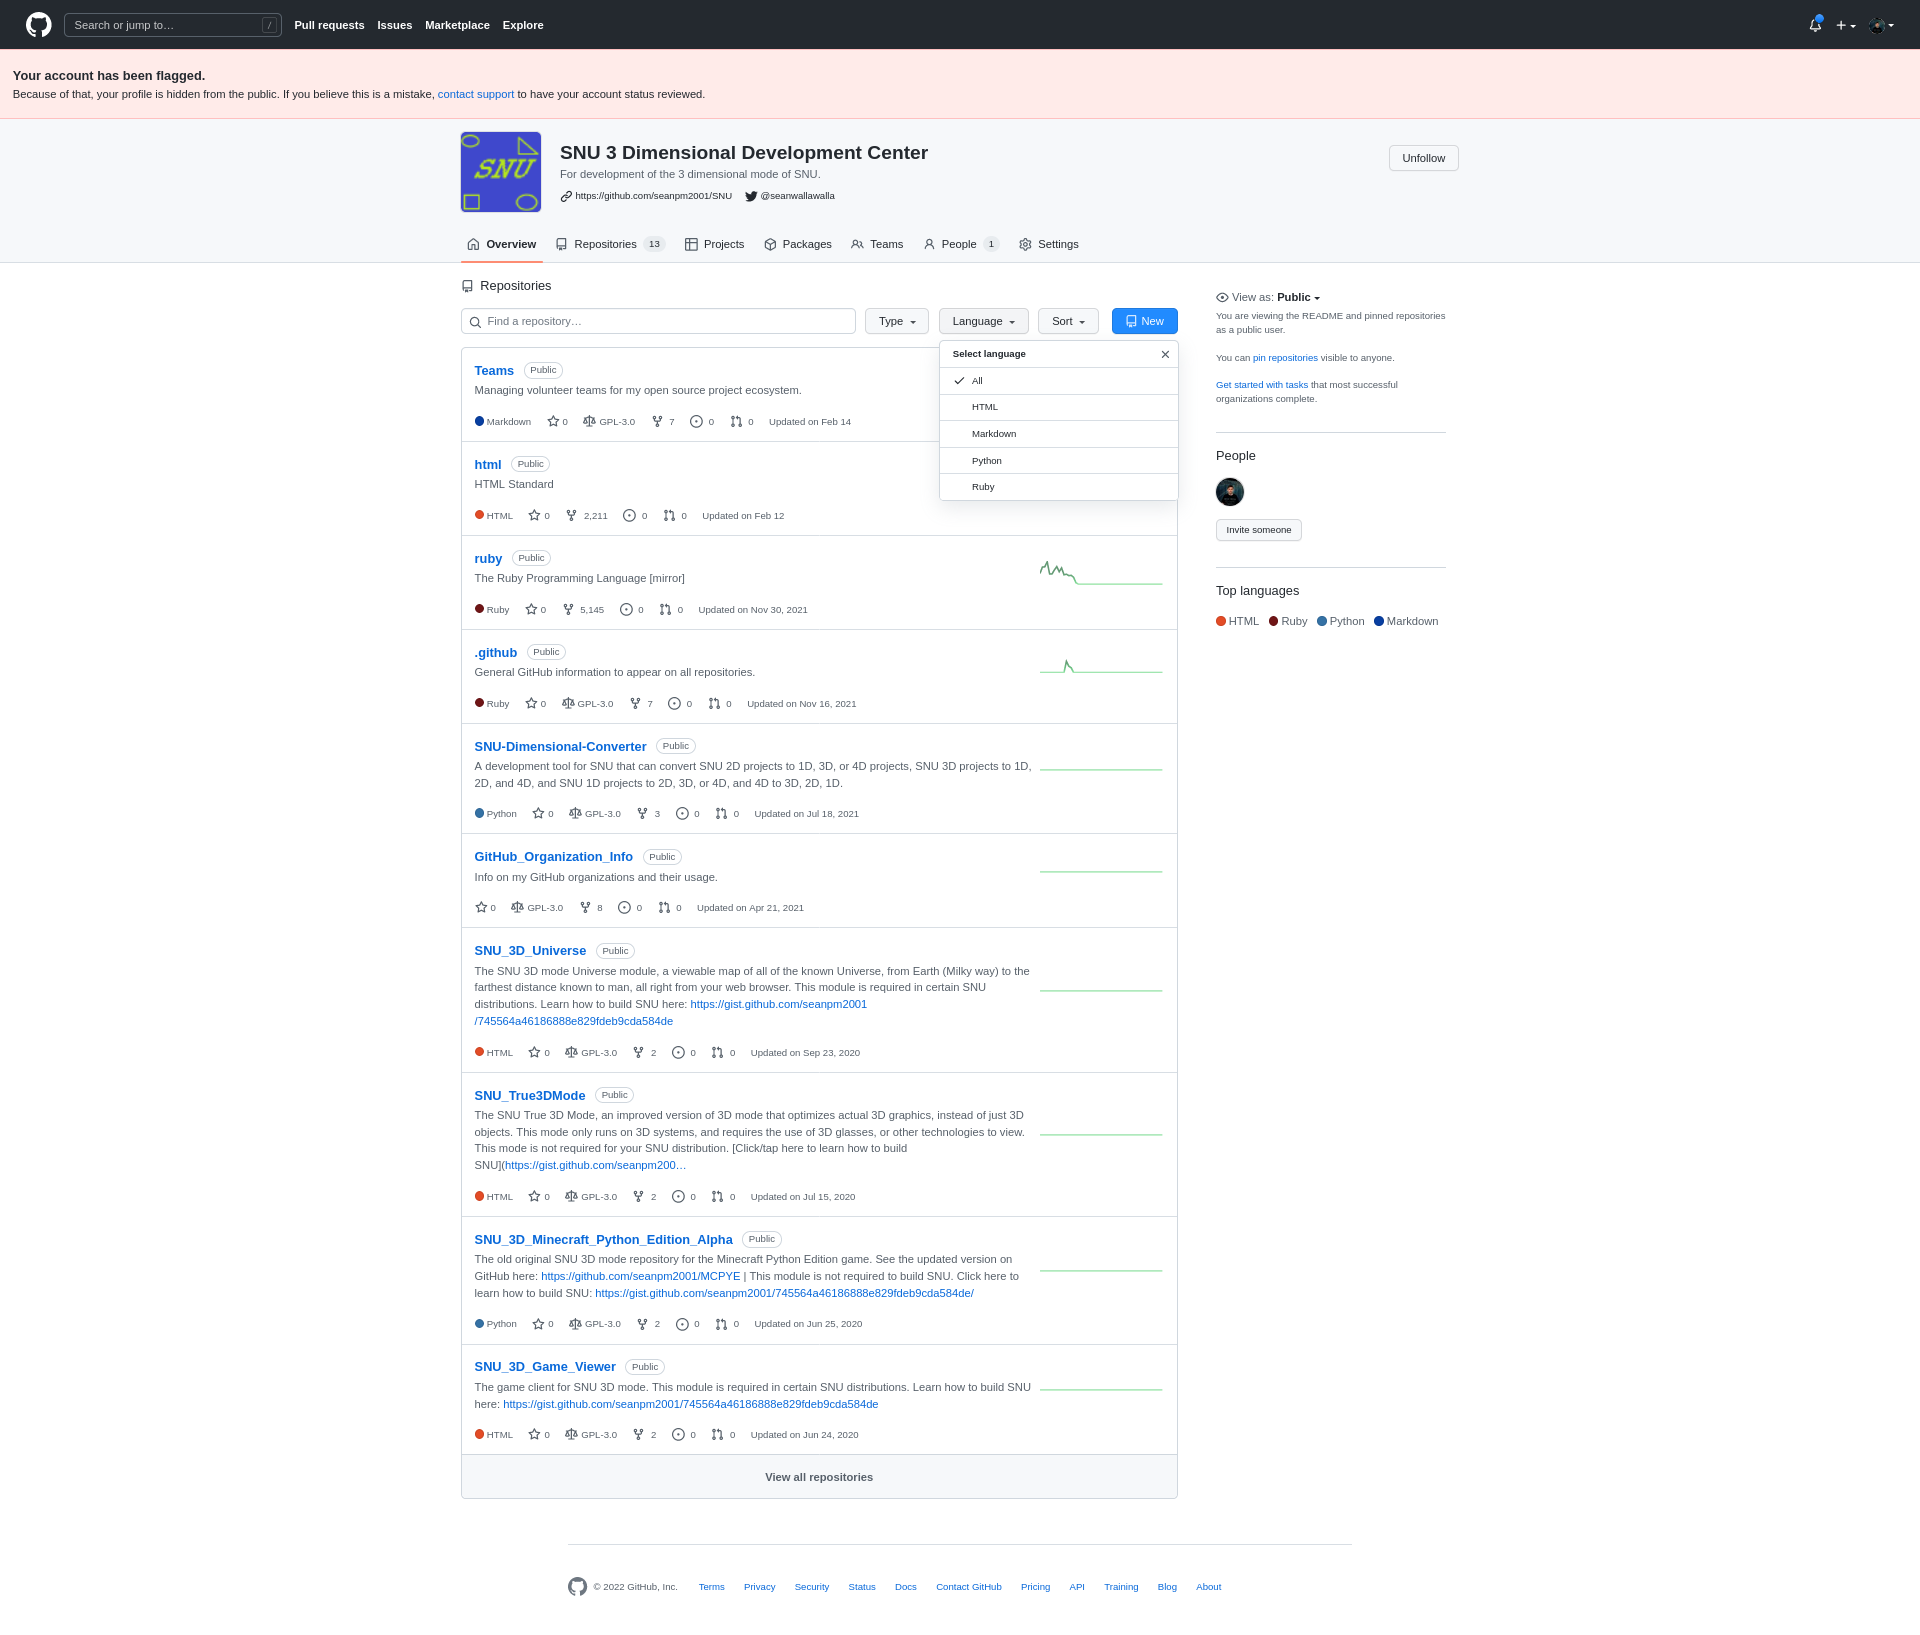 Search or jump to…
/
Pull requests
Issues
Marketplace
Explore
Your account has been flagged.
Because of that, your profile is hidden from the public. If you believe this is a mistake, contact support to have your account status reviewed.
SNU
SNU 3 Dimensional Development Center
For development of the 3 dimensional mode of SNU.
https://github.com/seanpm2001/SNU @seanwallawalla
Unfollow
Overview
Repositories 13
Projects
Packages
Teams
People 1
Settings
Repositories
Find a repository…
Type
Language
Sort
New
Select language
All
HTML
Markdown
Python
Ruby
Teams Public
Managing volunteer teams for my open source project ecosystem.
Markdown 0 GPL-3.0 7 0 0 Updated on Feb 14
html Public
HTML Standard
HTML 0 2,211 0 0 Updated on Feb 12
ruby Public
The Ruby Programming Language [mirror]
Ruby 0 5,145 0 0 Updated on Nov 30, 2021
.github Public
General GitHub information to appear on all repositories.
Ruby 0 GPL-3.0 7 0 0 Updated on Nov 16, 2021
SNU-Dimensional-Converter Public
A development tool for SNU that can convert SNU 2D projects to 1D, 3D, or 4D projects, SNU 3D projects to 1D,
2D, and 4D, and SNU 1D projects to 2D, 3D, or 4D, and 4D to 3D, 2D, 1D.
Python 0 GPL-3.0 3 0 0 Updated on Jul 18, 2021
GitHub_Organization_Info Public
Info on my GitHub organizations and their usage.
0 GPL-3.0 8 0 0 Updated on Apr 21, 2021
SNU_3D_Universe Public
The SNU 3D mode Universe module, a viewable map of all of the known Universe, from Earth (Milky way) to the
farthest distance known to man, all right from your web browser. This module is required in certain SNU
distributions. Learn how to build SNU here: https://gist.github.com/seanpm2001
/745564a46186888e829fdeb9cda584de
HTML 0 GPL-3.0 2 0 0 Updated on Sep 23, 2020
SNU_True3DMode Public
The SNU True 3D Mode, an improved version of 3D mode that optimizes actual 3D graphics, instead of just 3D
objects. This mode only runs on 3D systems, and requires the use of 3D glasses, or other technologies to view.
This mode is not required for your SNU distribution. [Click/tap here to learn how to build
SNU](https://gist.github.com/seanpm200…
HTML 0 GPL-3.0 2 0 0 Updated on Jul 15, 2020
SNU_3D_Minecraft_Python_Edition_Alpha Public
The old original SNU 3D mode repository for the Minecraft Python Edition game. See the updated version on
GitHub here: https://github.com/seanpm2001/MCPYE | This module is not required to build SNU. Click here to
learn how to build SNU: https://gist.github.com/seanpm2001/745564a46186888e829fdeb9cda584de/
Python 0 GPL-3.0 2 0 0 Updated on Jun 25, 2020
SNU_3D_Game_Viewer Public
The game client for SNU 3D mode. This module is required in certain SNU distributions. Learn how to build SNU
here: https://gist.github.com/seanpm2001/745564a46186888e829fdeb9cda584de
HTML 0 GPL-3.0 2 0 0 Updated on Jun 24, 2020
View all repositories
View as: Public
You are viewing the README and pinned repositories
as a public user.
You can pin repositories visible to anyone.
Get started with tasks that most successful
organizations complete.
People
Invite someone
Top languages
HTML Ruby Python Markdown
© 2022 GitHub, Inc.
Terms
Privacy
Security
Status
Docs
Contact GitHub
Pricing
API
Training
Blog
About